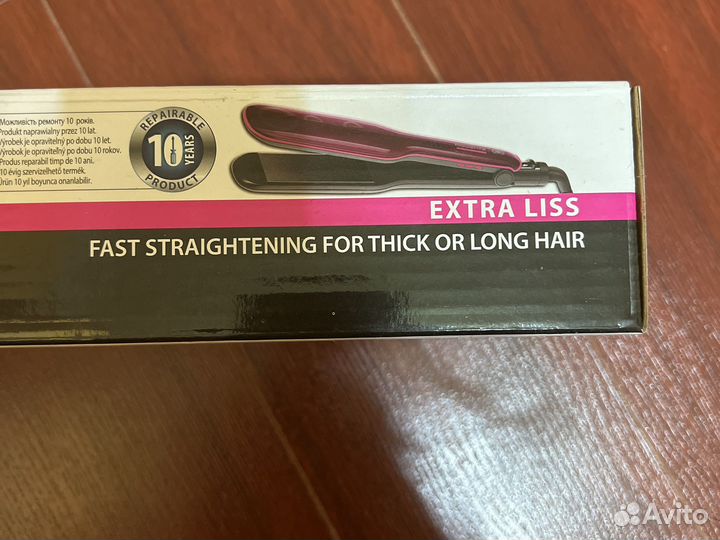 Можливість ремонту 10 років.
Produkt naprawialny przez 10 lat.
Výrobek je opravitelný po dobu 10 let.
Výrobok je opraviteľný po dobu 10 rokov.
Produs reparabil timp de 10 ani.
10 évig szervizelhető termék.
Ürün 10 yıl boyunca onarılabilir.
REPAIRABLE
10 YEARS
PRODUCT
EXTRA LISS
FAST STRAIGHTENING FOR THICK OR LONG HAIR
Avito